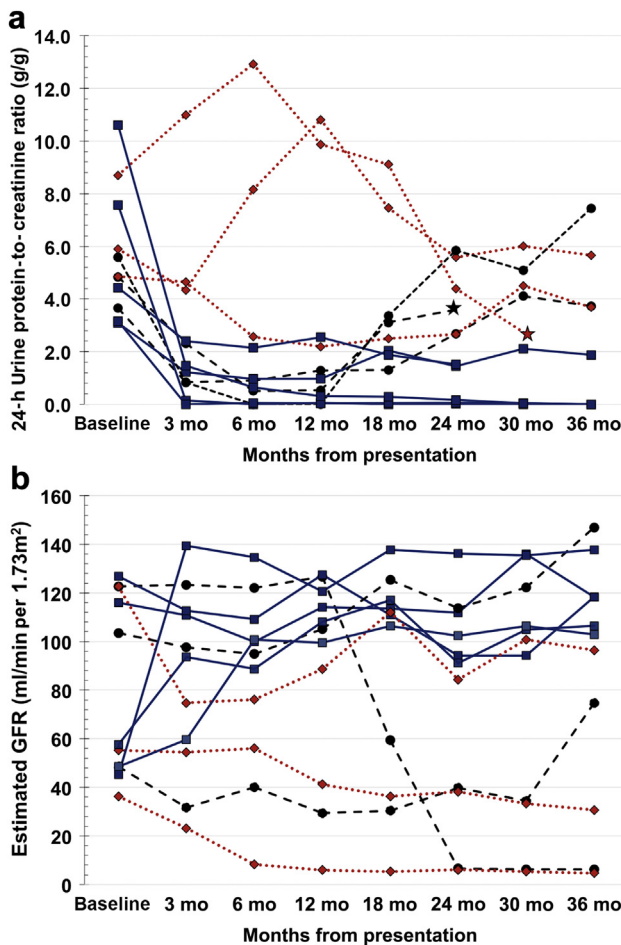 a
24-h Urine protein-to- creatinine ratio (g/g)
14.0
12.0
10.0
8.0
6.0
4.0
2.0
0.0
Baseline 3 mo 6 mo 12 mo 18 mo 24 mo 30 mo 36 mo
Months from presentation
b
Estimated GFR (ml/min per 1.73m²)
160
140
120
100
80
60
40
20
0
Baseline 3 mo 6 mo 12 mo 18 mo 24 mo 30 mo 36 mo
Months from presentation